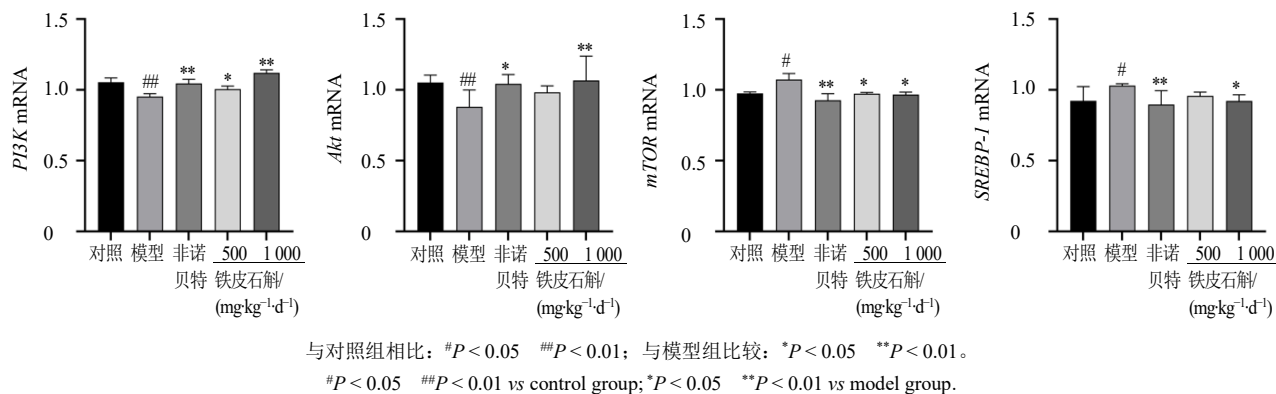 PI3K mRNA
1.5
1.0
0.5
0
##
**
*
**
对照 模型 非诺贝特 500 1 000
铁皮石斛/
(mg·kg⁻¹·d⁻¹)
Akt mRNA
1.5
1.0
0.5
0
##
*
**
对照 模型 非诺贝特 500 1 000
铁皮石斛/
(mg·kg⁻¹·d⁻¹)
mTOR mRNA
1.5
1.0
0.5
0
#
**
*
*
对照 模型 非诺贝特 500 1 000
铁皮石斛/
(mg·kg⁻¹·d⁻¹)
SREBP-1 mRNA
1.5
1.0
0.5
0
#
**
*
对照 模型 非诺贝特 500 1 000
铁皮石斛/
(mg·kg⁻¹·d⁻¹)
与对照组相比：#P < 0.05 ##P < 0.01；与模型组比较：*P < 0.05 **P < 0.01。
#P < 0.05 ##P < 0.01 vs control group; *P < 0.05 **P < 0.01 vs model group.